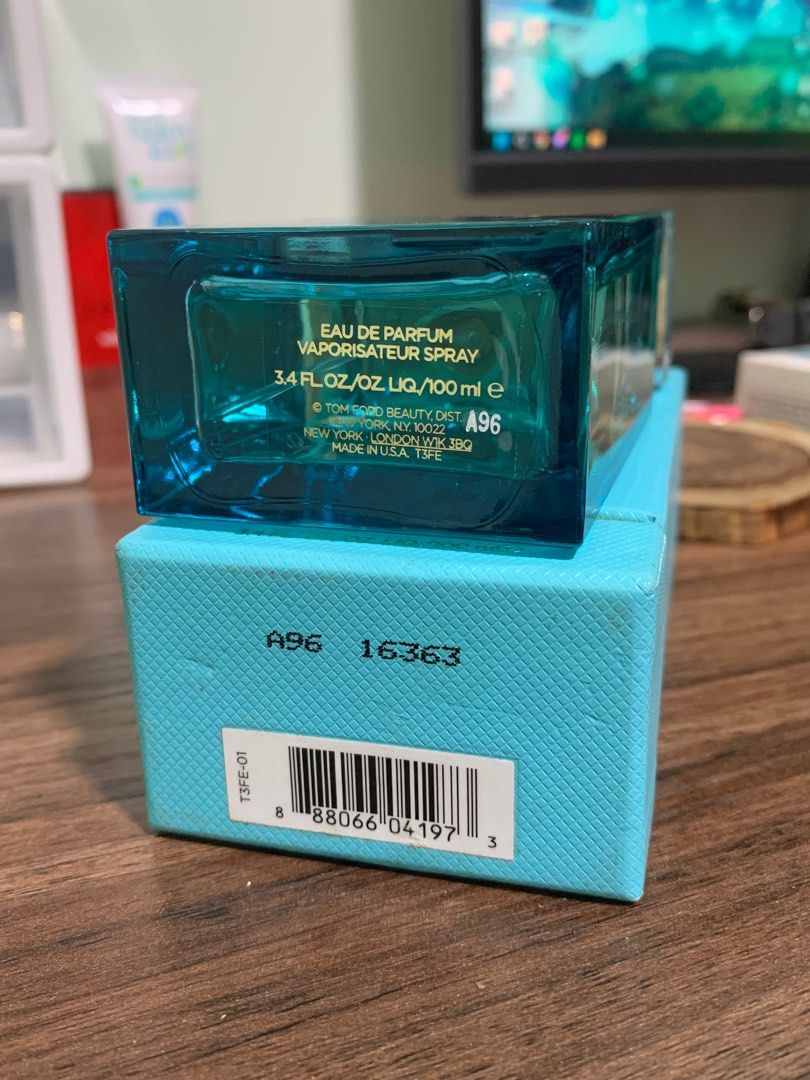 EAU DE PARFUM
VAPORISATEUR SPRAY
3.4 FL.OZ/OZ. LIQ./100 ml ℮
© TOM FORD BEAUTY, DIST.
NEW YORK, N.Y. 10022
NEW YORK · LONDON W1K 3BQ
MADE IN U.S.A. T3FE
A96
A96 16363
T3FE-01
8 88066 04197 3